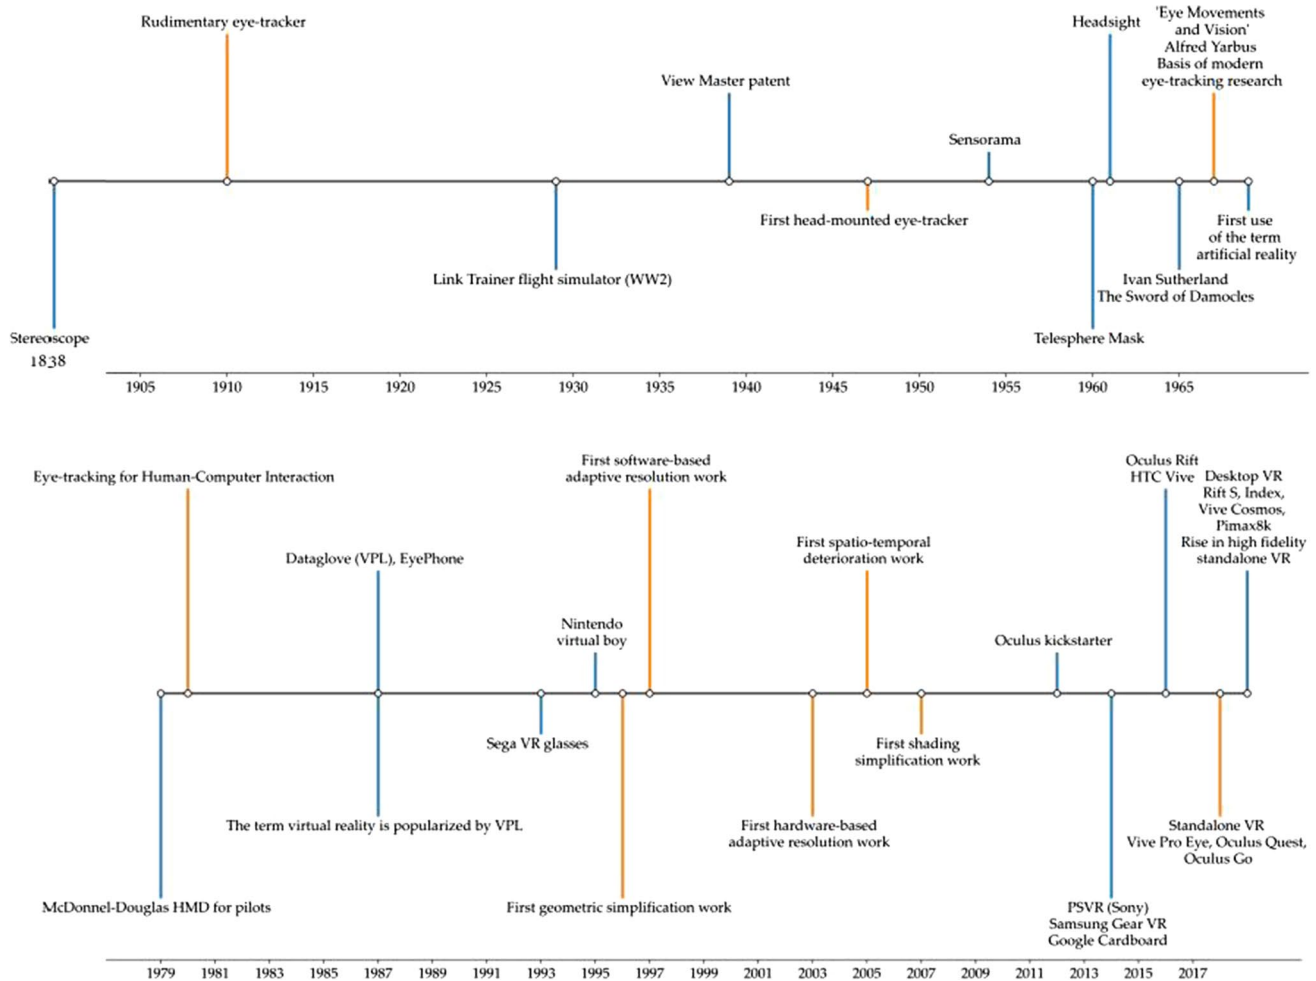 Rudimentary eye-tracker
Headsight
'Eye Movements
and Vision'
Alfred Yarbus
Basis of modern
eye-tracking research
View Master patent
Sensorama
First head-mounted eye-tracker
First use
of the term
artificial reality
Link Trainer flight simulator (WW2)
Ivan Sutherland
The Sword of Damocles
Stereoscope
1838
Telesphere Mask
1905 1910 1915 1920 1925 1930 1935 1940 1945 1950 1955 1960 1965
Eye-tracking for Human-Computer Interaction
First software-based
adaptive resolution work
Oculus Rift
HTC Vive
Desktop VR
Rift S, Index,
Vive Cosmos,
Pimax8k
Rise in high fidelity
standalone VR
Dataglove (VPL), EyePhone
First spatio-temporal
deterioration work
Nintendo
virtual boy
Oculus kickstarter
Sega VR glasses
First shading
simplification work
The term virtual reality is popularized by VPL
First hardware-based
adaptive resolution work
Standalone VR
Vive Pro Eye, Oculus Quest,
Oculus Go
McDonnel-Douglas HMD for pilots
First geometric simplification work
PSVR (Sony)
Samsung Gear VR
Google Cardboard
1979 1981 1983 1985 1987 1989 1991 1993 1995 1997 1999 2001 2003 2005 2007 2009 2011 2013 2015 2017